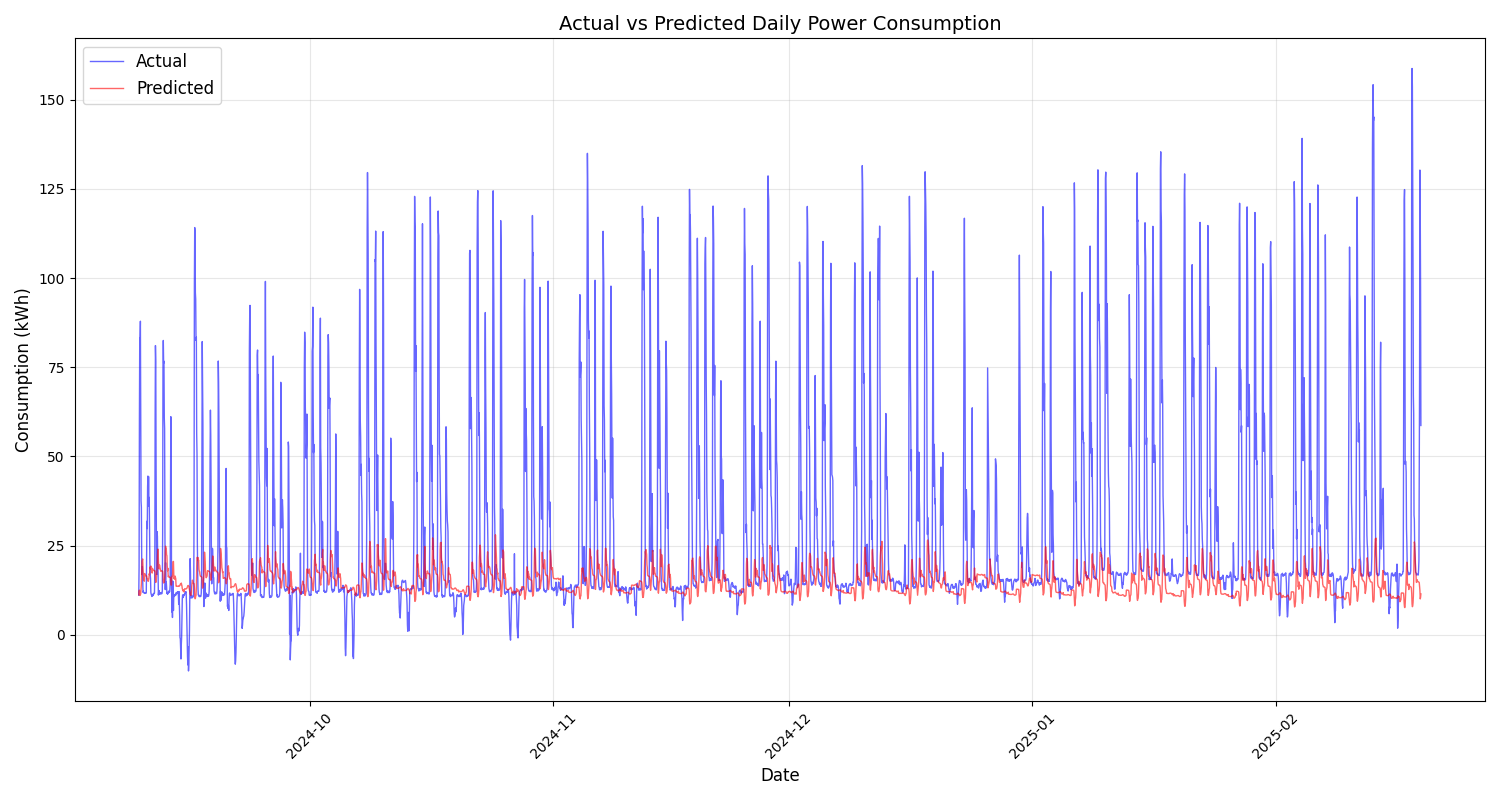 Actual vs Predicted Daily Power Consumption
Actual
Predicted
150
125
100
75
50
25
0
Consumption (kWh)
2024-10
2024-11
2024-12
2025-01
2025-02
Date